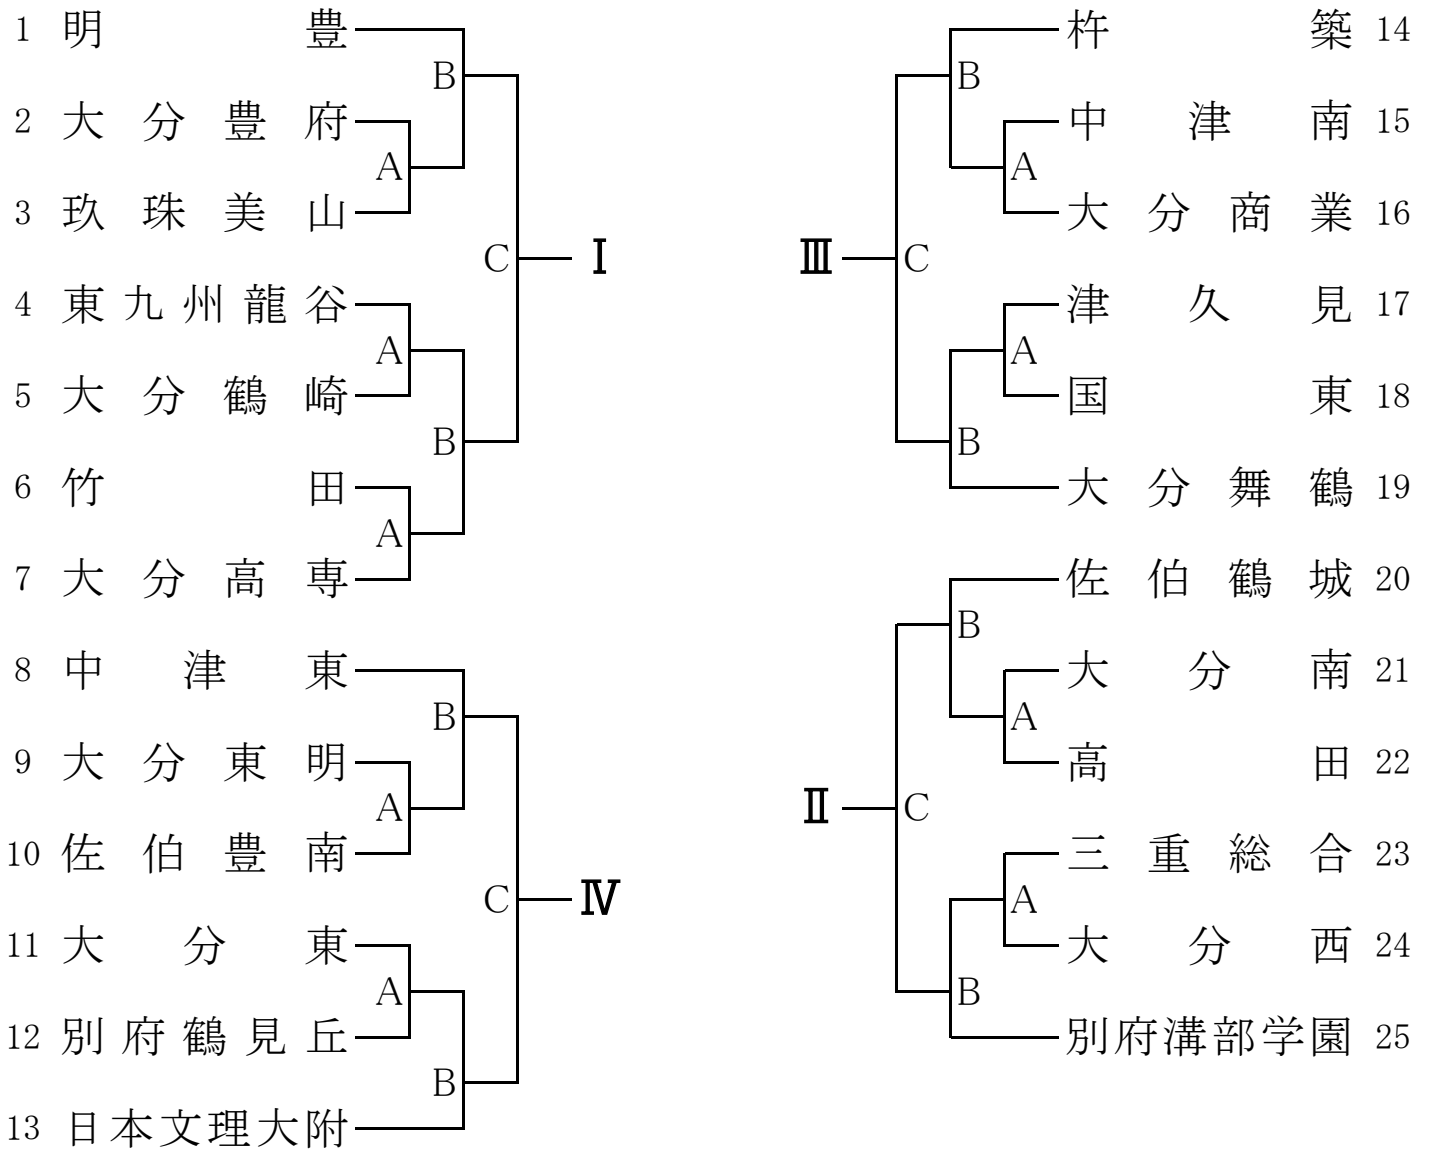 1 明豊
B
2 大分豊府
A
3 玖珠美山
C Ⅰ
4 東九州龍谷
A
5 大分鶴崎
B
6 竹田
A
7 大分高専
8 中津東
B
9 大分東明
A
10 佐伯豊南
C Ⅳ
11 大分東
A
12 別府鶴見丘
B
13 日本文理大附
杵築 14
B
中津南 15
A
大分商業 16
Ⅲ C
津久見 17
A
国東 18
B
大分舞鶴 19
佐伯鶴城 20
B
大分南 21
A
高田 22
Ⅱ C
三重総合 23
A
大分西 24
B
別府溝部学園 25